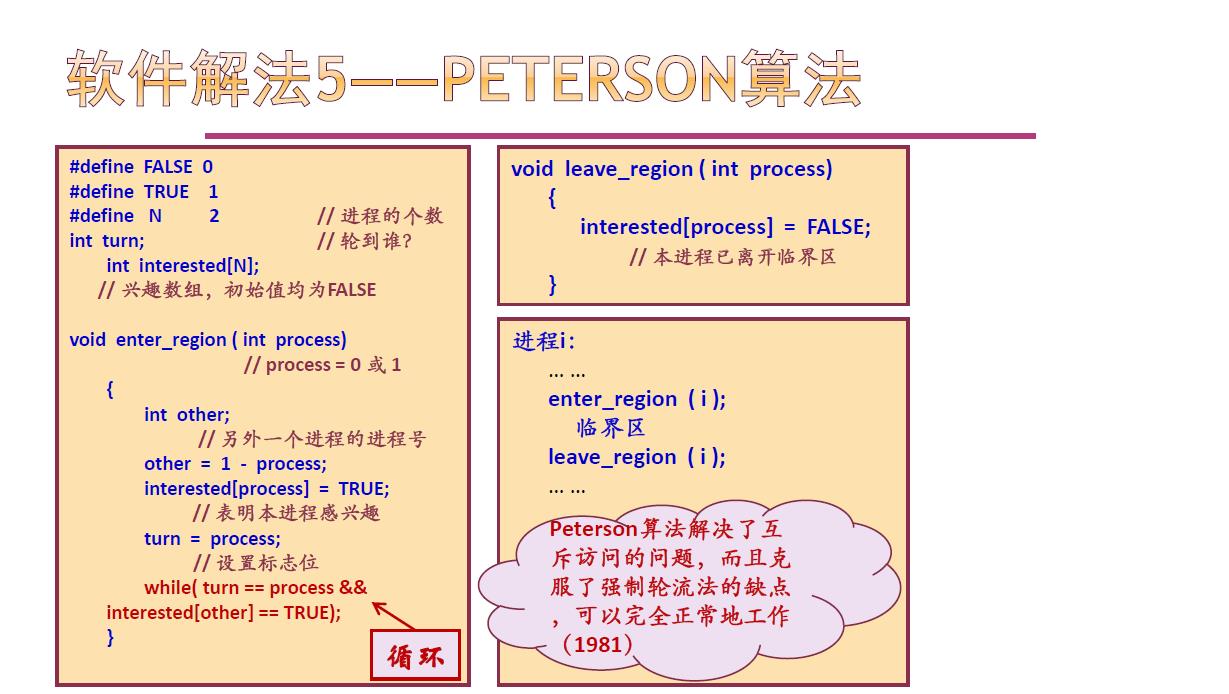 软件解法5——PETERSON算法
#define FALSE 0
#define TRUE 1
#define N 2 // 进程的个数
int turn; // 轮到谁?
int interested[N];
// 兴趣数组，初始值均为FALSE
void enter_region ( int process)
// process = 0 或 1
{
int other;
// 另外一个进程的进程号
other = 1 - process;
interested[process] = TRUE;
// 表明本进程感兴趣
turn = process;
// 设置标志位
while( turn == process &&
interested[other] == TRUE);
}
循环
void leave_region ( int process)
{
interested[process] = FALSE;
// 本进程已离开临界区
}
进程i：
... ...
enter_region ( i );
临界区
leave_region ( i );
... ...
Peterson算法解决了互
斥访问的问题，而且克
服了强制轮流法的缺点
，可以完全正常地工作
（1981）